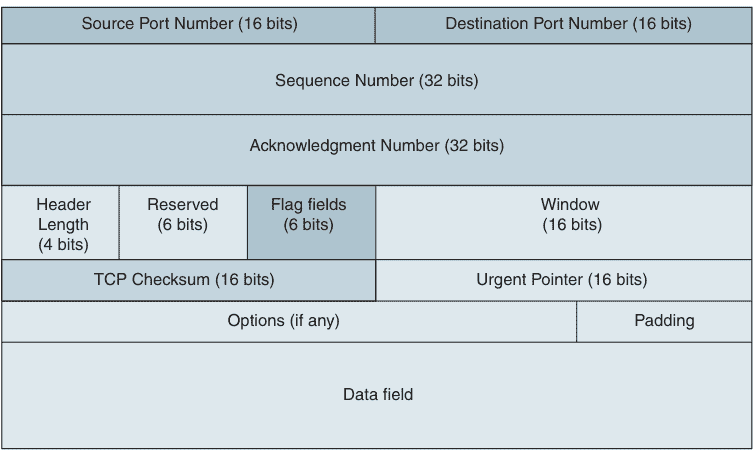 Source Port Number (16 bits)
Destination Port Number (16 bits)
Sequence Number (32 bits)
Acknowledgment Number (32 bits)
Header
Length
(4 bits)
Reserved
(6 bits)
Flag fields
(6 bits)
Window
(16 bits)
TCP Checksum (16 bits)
Urgent Pointer (16 bits)
Options (if any)
Padding
Data field